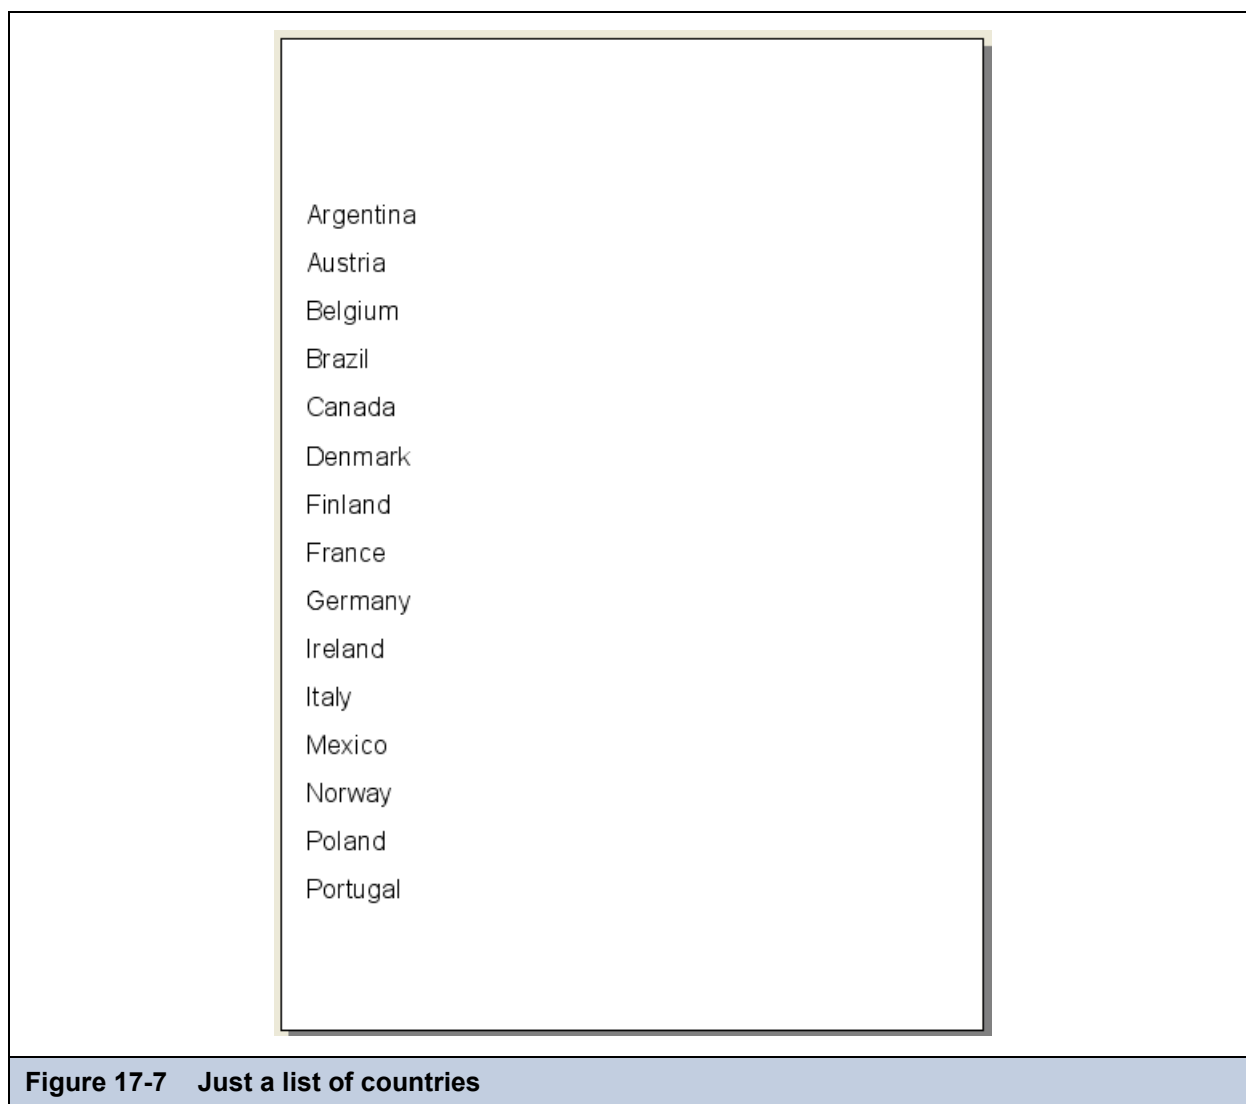 Argentina
Austria
Belgium
Brazil
Canada
Denmark
Finland
France
Germany
Ireland
Italy
Mexico
Norway
Poland
Portugal
Figure 17-7 Just a list of countries